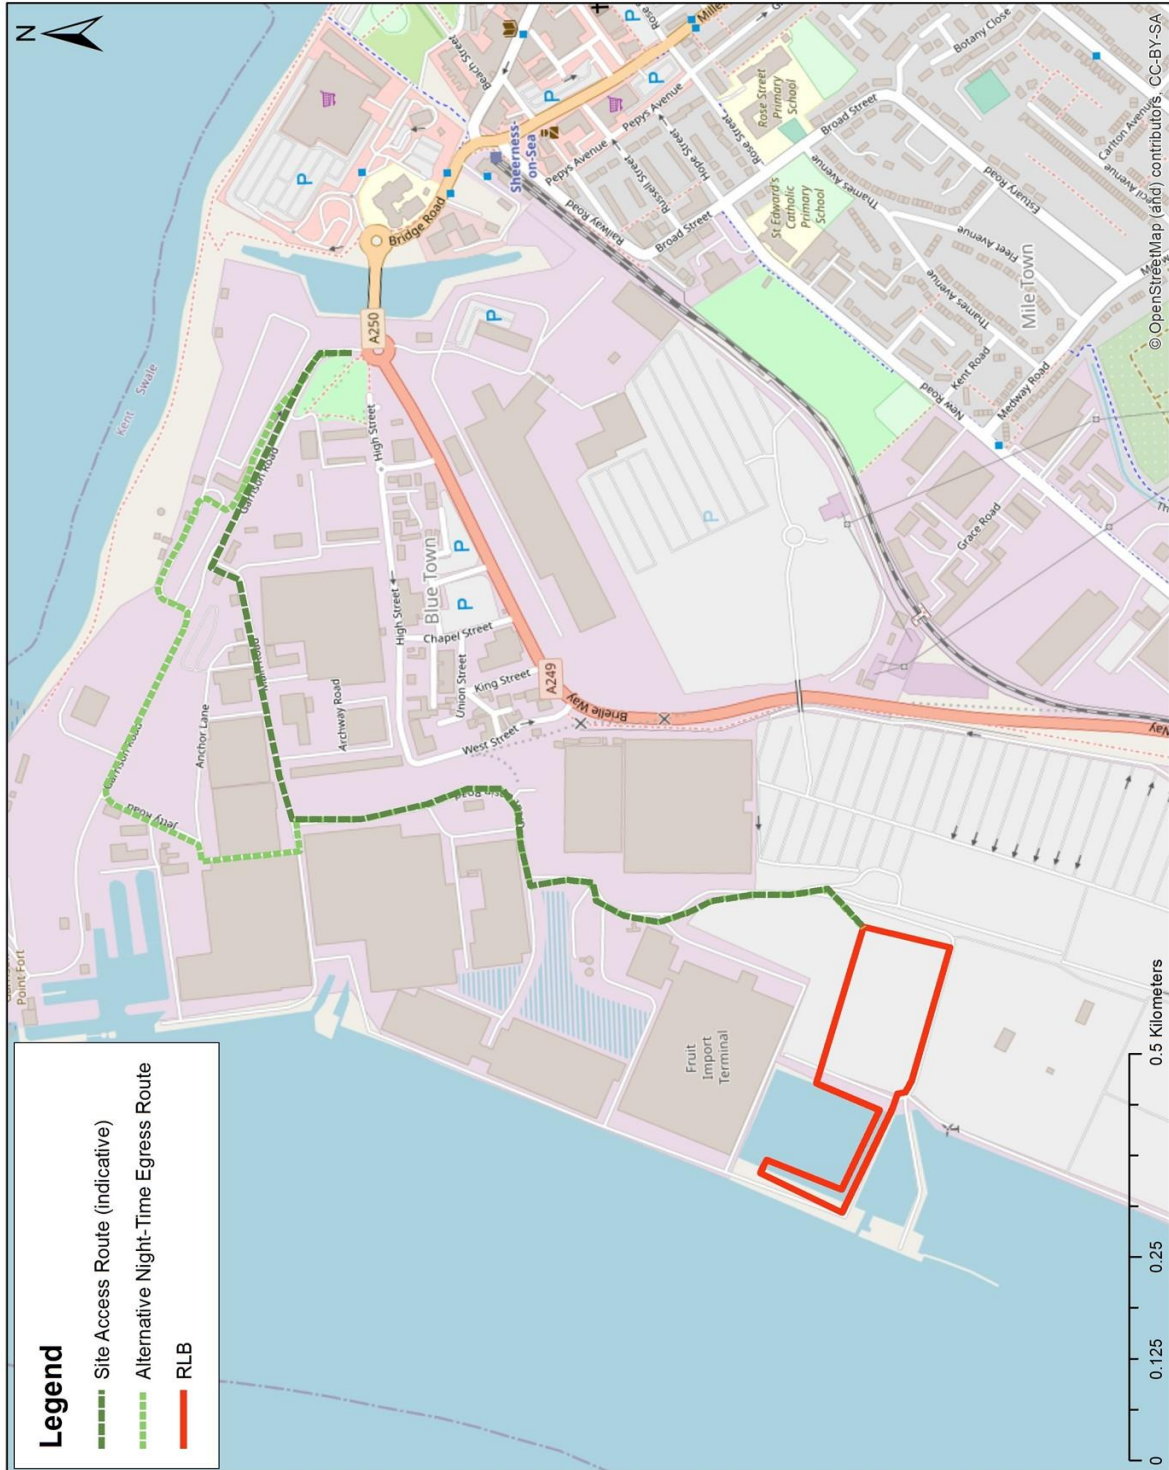 Legend
Site Access Route (indicative)
Alternative Night-Time Egress Route
RLB
N
0
0.125
0.25
0.5 Kilometers
© OpenStreetMap (and) contributors, CC-BY-SA
Kent
Swale
Point Fort
Garrison Road
Garrison Road
Jetty Road
Anchor Lane
Archway Road
High Street
High Street
Blue Town
Chapel Street
Union Street
King Street
West Street
A249
Brielle Way
Way
A250
Bridge Road
Beach Street
Sheerness-
on-Sea
P
P
P
P
P
P
P
P
Railway Road
Pepys Avenue
Pepys Avenue
Russell Street
Hope Street
Rose Street
Broad Street
Broad Street
Rose Street
Primary
School
St Edward's
Catholic
Primary
School
Thames Avenue
Thames Avenue
Fleet Avenue
Estuary Road
Botany Close
Carlton Avenue
Mile Town
Kent Road
Medway Road
New Road
Grace Road
Fruit
Import
Terminal